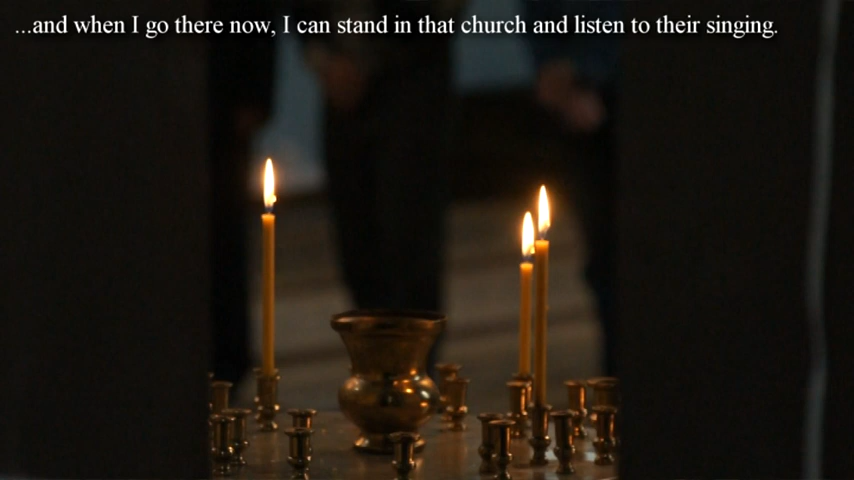 ...and when I go there now, I can stand in that church and listen to their singing.